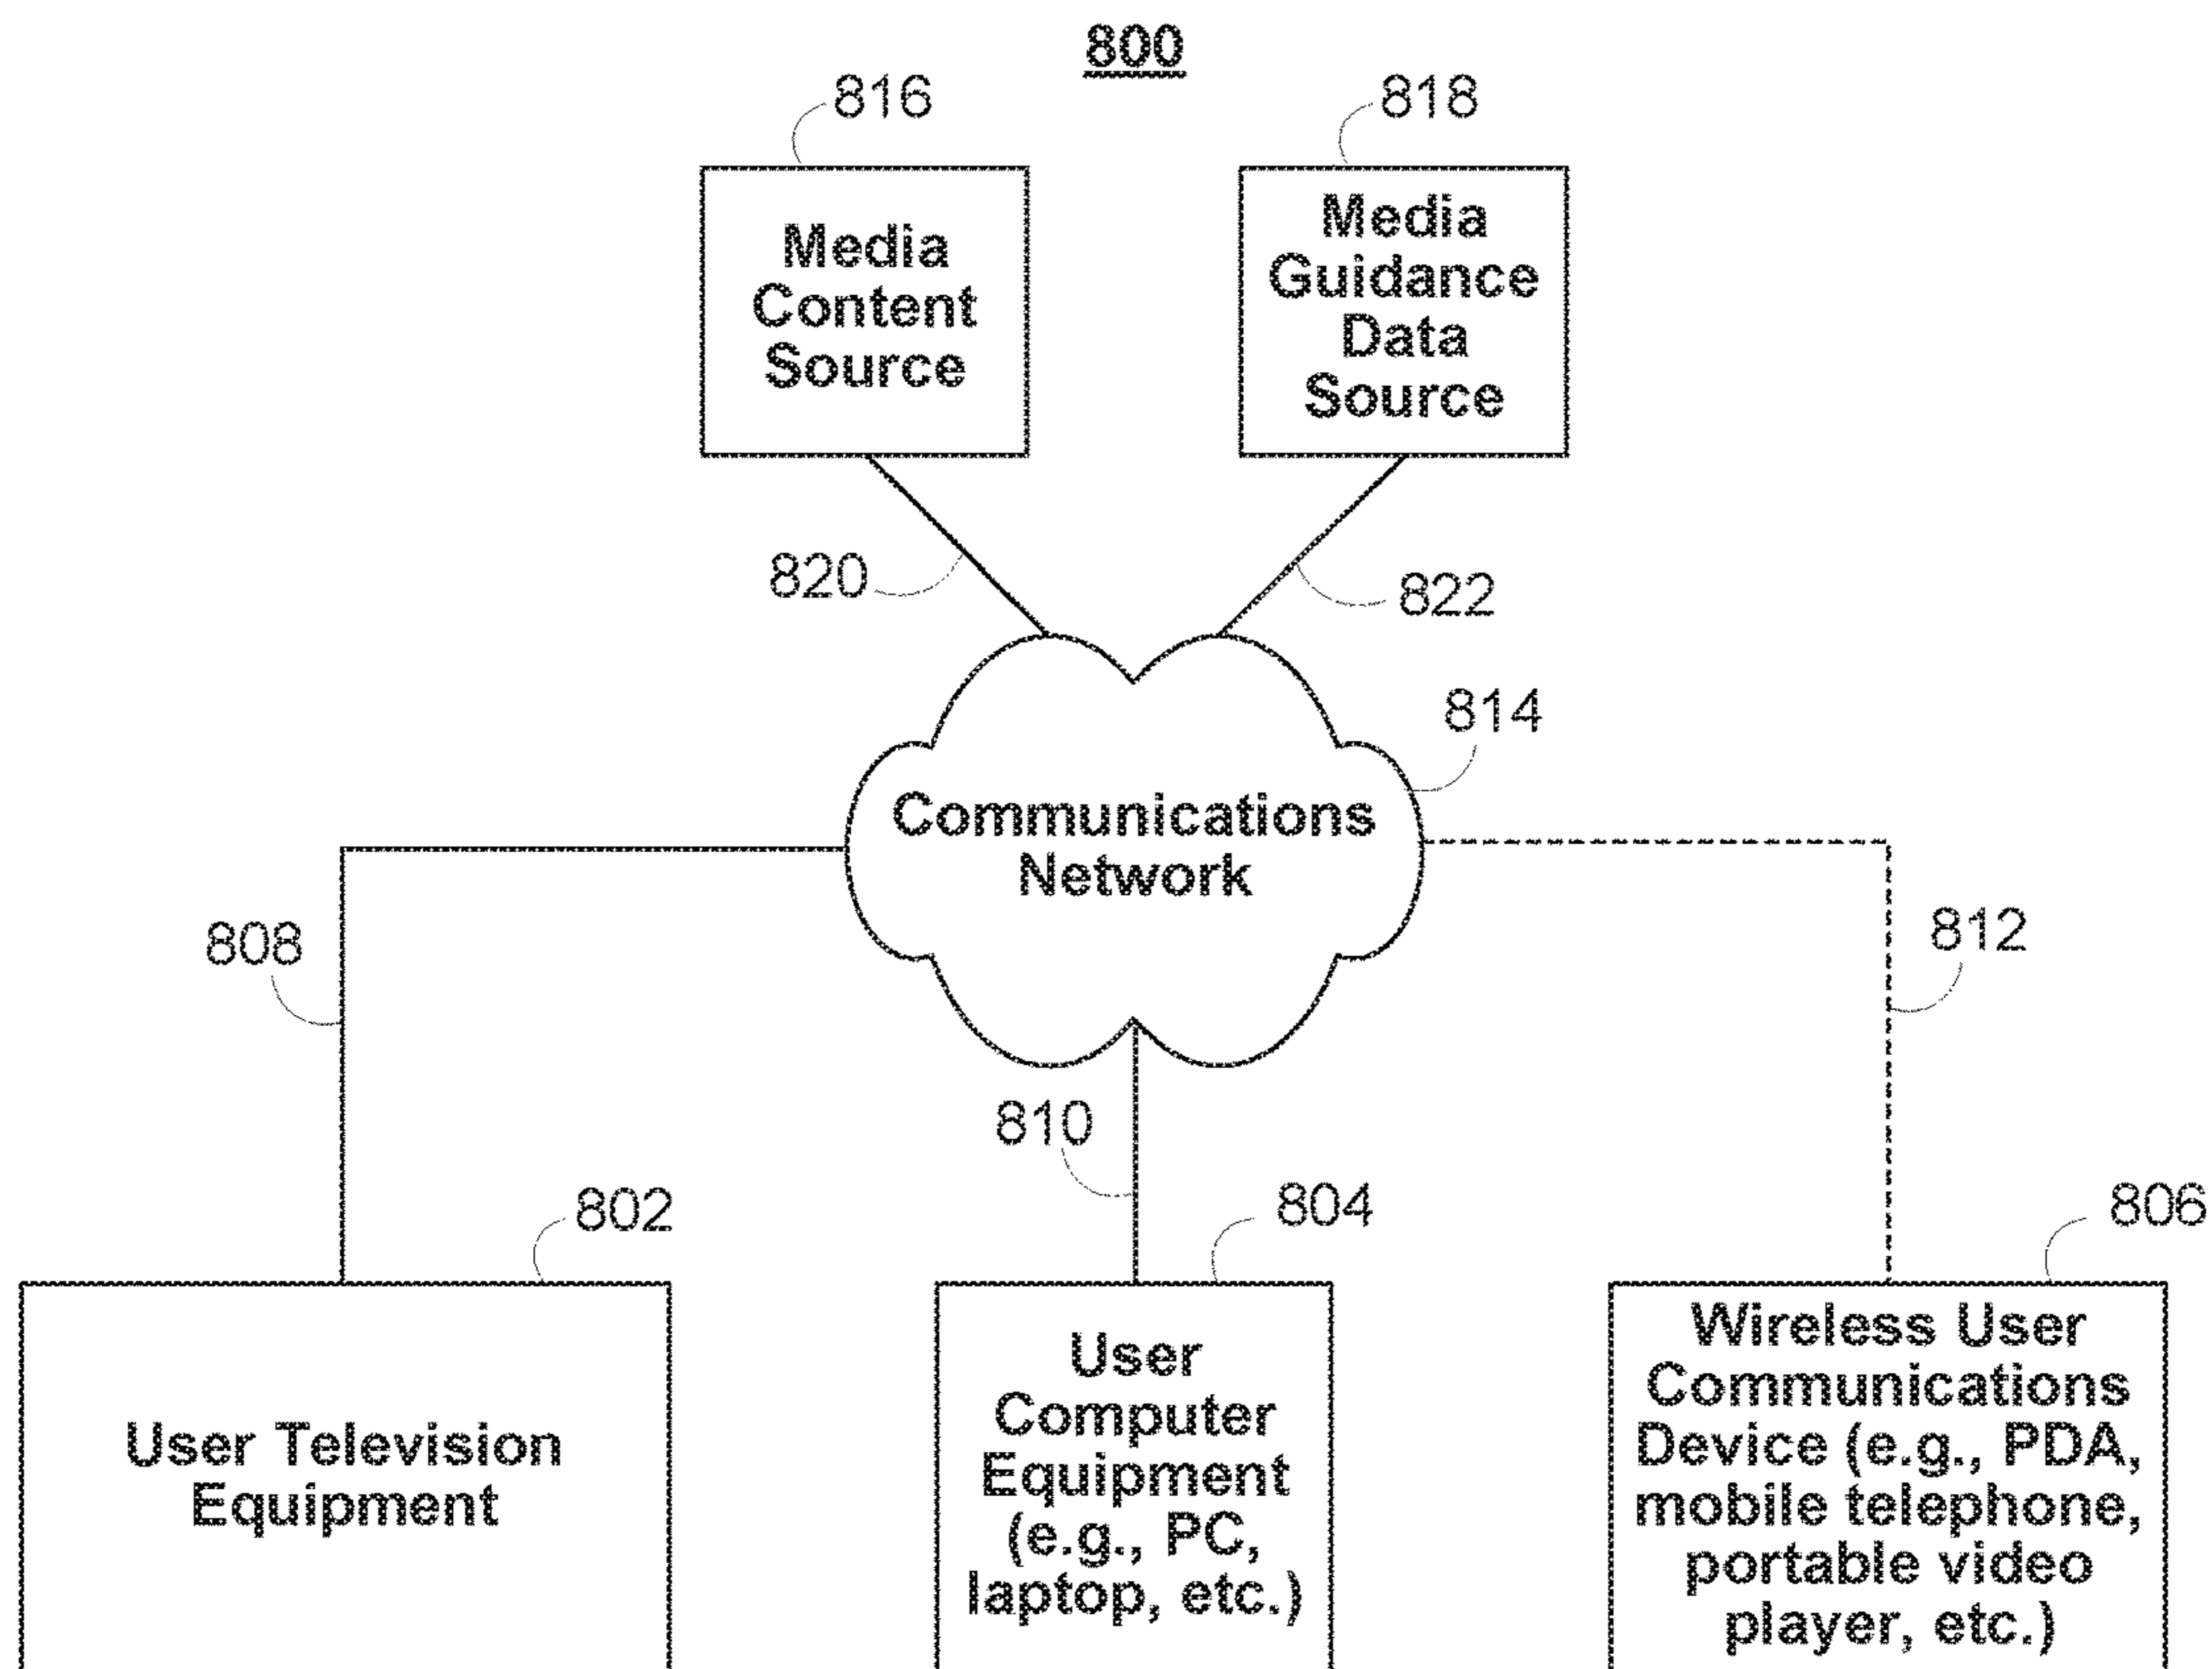 800
816
818
Media
Content
Source
Media
Guidance
Data
Source
820
822
814
Communications
Network
808
812
810
802
804
806
User Television
Equipment
User
Computer
Equipment
(e.g., PC,
laptop, etc.)
Wireless User
Communications
Device (e.g., PDA,
mobile telephone,
portable video
player, etc.)